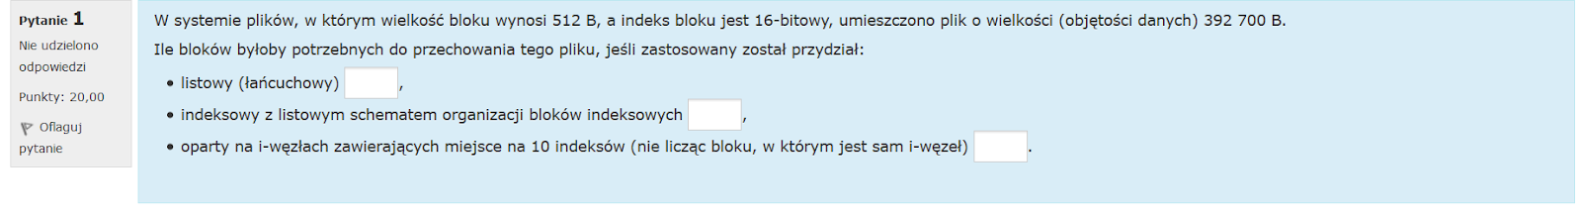 Pytanie 1
Nie udzielono
odpowiedzi
Punkty: 20,00
Oflaguj
pytanie
W systemie plików, w którym wielkość bloku wynosi 512 B, a indeks bloku jest 16-bitowy, umieszczono plik o wielkości (objętości danych) 392 700 B.
Ile bloków byłoby potrzebnych do przechowania tego pliku, jeśli zastosowany został przydział:
• listowy (łańcuchowy) ,
• indeksowy z listowym schematem organizacji bloków indeksowych ,
• oparty na i-węzłach zawierających miejsce na 10 indeksów (nie licząc bloku, w którym jest sam i-węzeł) .